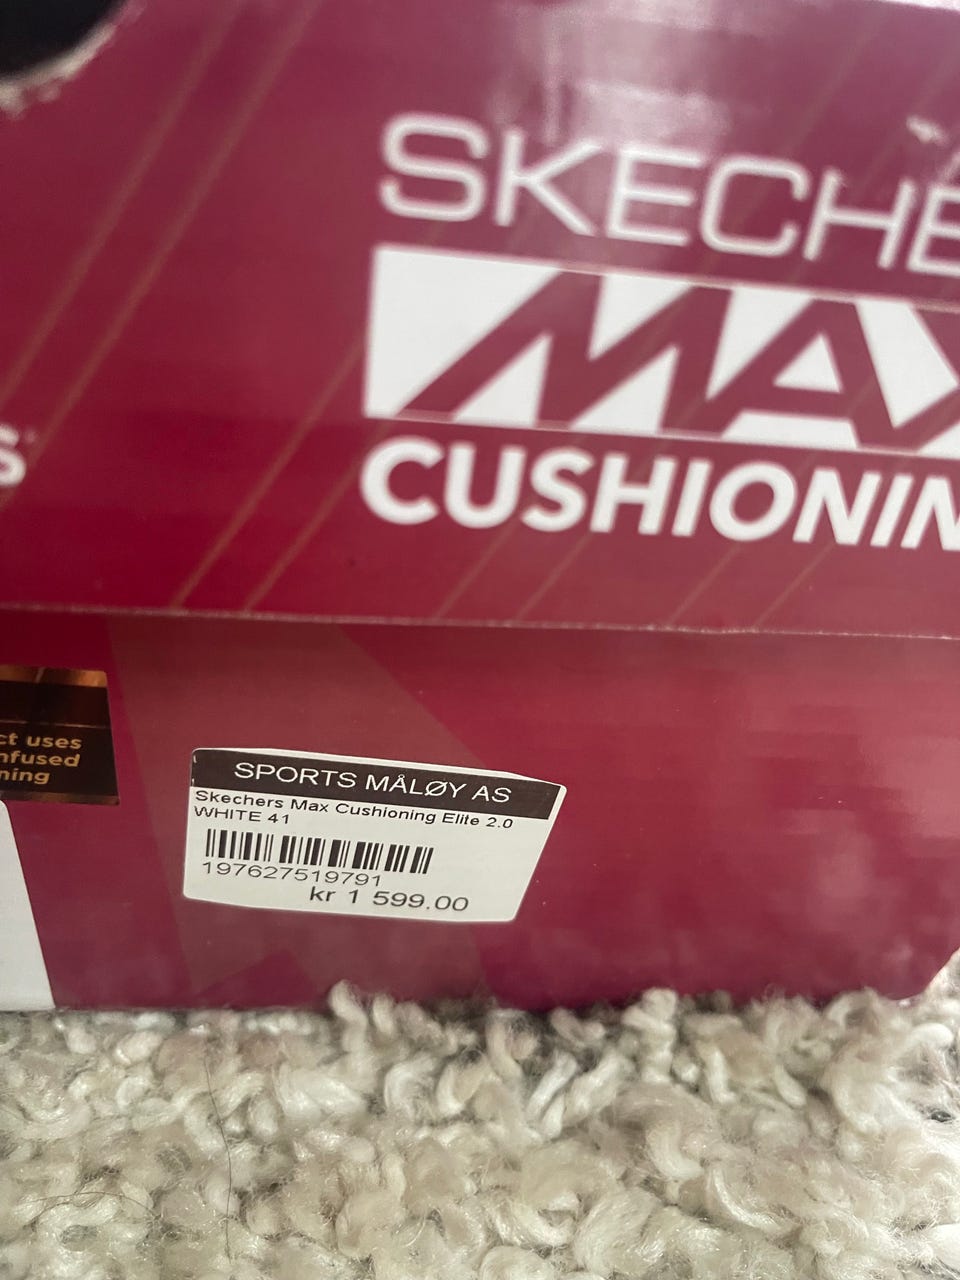 SKECHE
MAX
CUSHIONIN
s
ct uses
nfused
ning
SPORTS MÅLØY AS
Skechers Max Cushioning Elite 2.0
WHITE 41
197627519791
kr 1 599.00